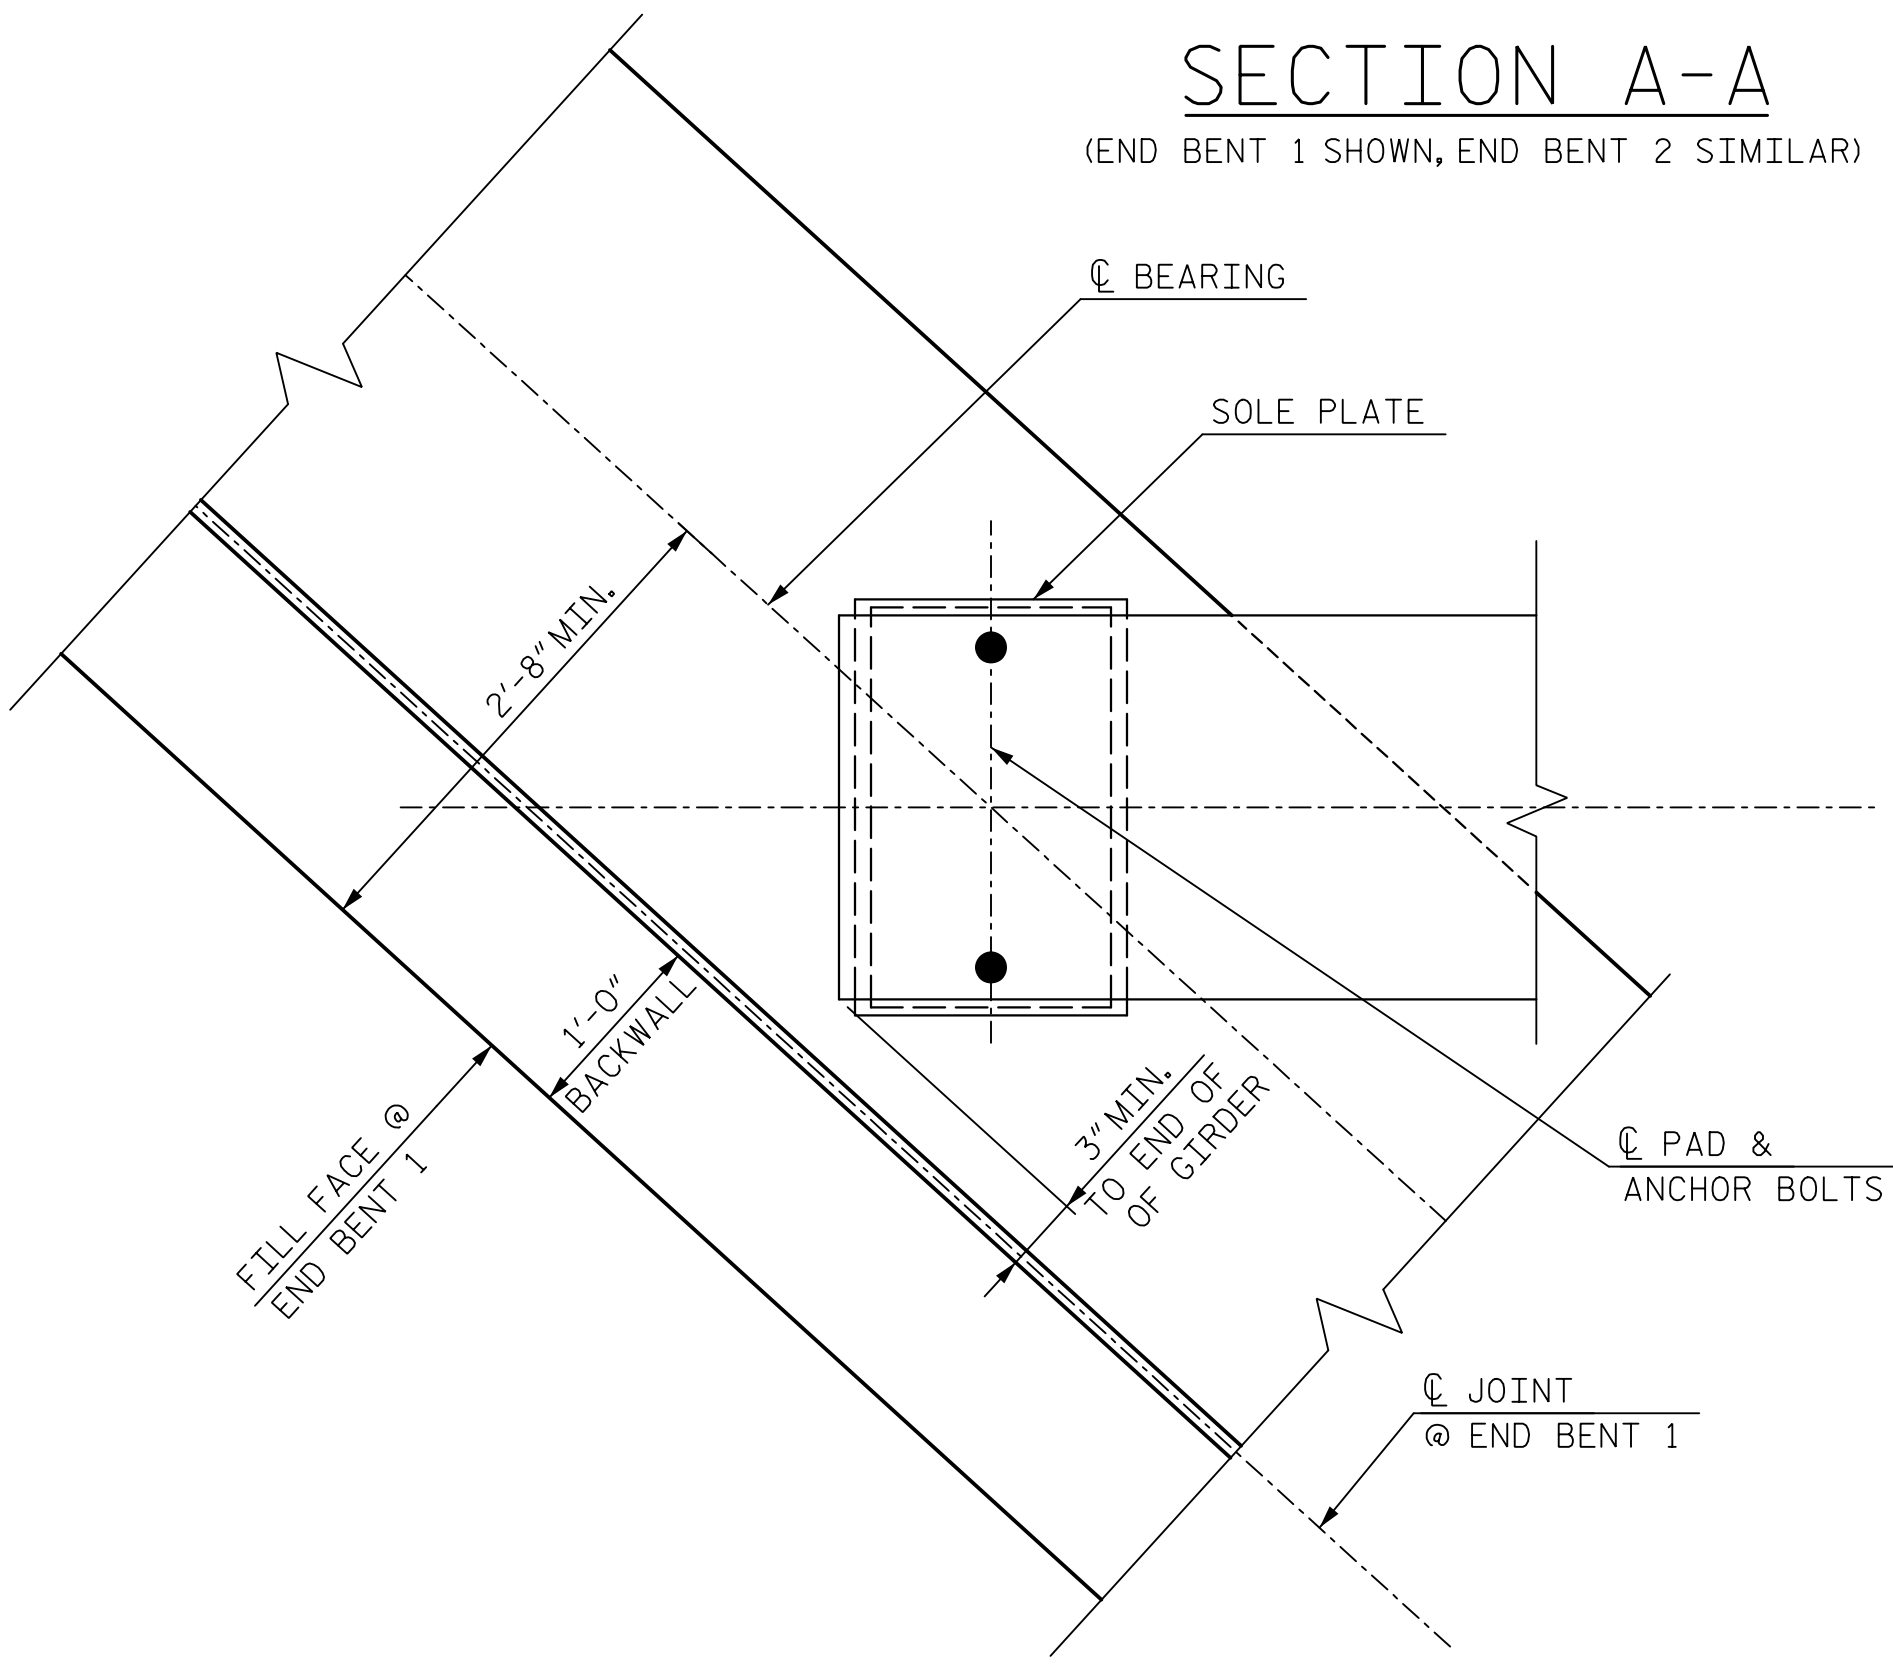 SECTION A-A
(END BENT 1 SHOWN, END BENT 2 SIMILAR)
℄ BEARING
SOLE PLATE
2'-8" MIN.
1'-0"
BACKWALL
3" MIN.
TO END OF
OF GIRDER
FILL FACE @
END BENT 1
℄ PAD &
ANCHOR BOLTS
℄ JOINT
@ END BENT 1